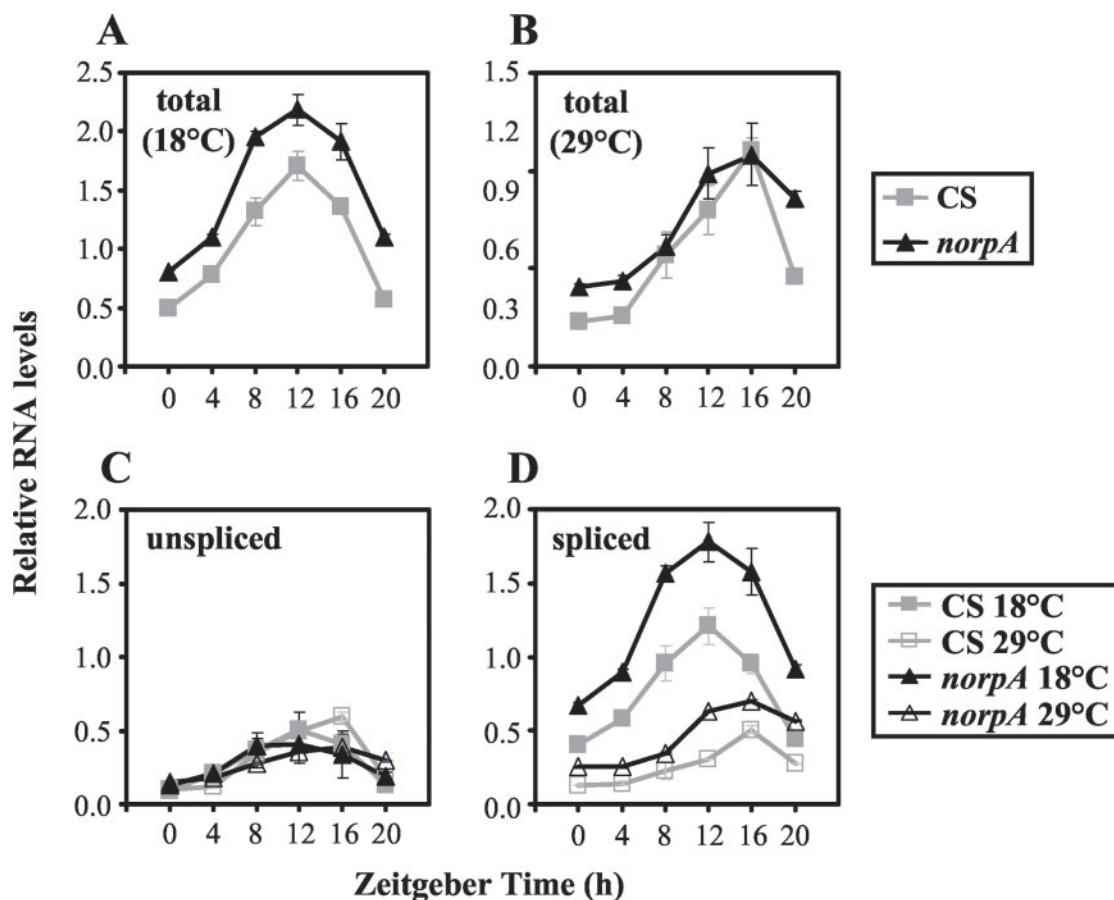 A
B
total
(18°C)
2.5
2.0
1.5
1.0
0.5
0.0
0 4 8 12 16 20
total
(29°C)
1.5
1.2
0.9
0.6
0.3
0.0
0 4 8 12 16 20
CS
norpA
Relative RNA levels
C
D
unspliced
2.0
1.5
1.0
0.5
0.0
0 4 8 12 16 20
spliced
2.0
1.5
1.0
0.5
0.0
0 4 8 12 16 20
CS 18°C
CS 29°C
norpA 18°C
norpA 29°C
Zeitgeber Time (h)